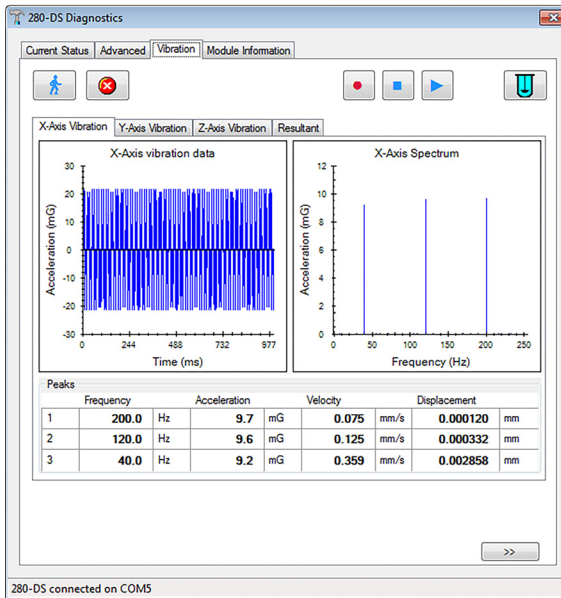 280-DS Diagnostics
Current Status Advanced Vibration Module Information
X-Axis Vibration Y-Axis Vibration Z-Axis Vibration Resultant
X-Axis vibration data
30
20
10
0
-10
-20
-30
Acceleration (mG)
0 244 488 732 977
Time (ms)
X-Axis Spectrum
12
10
8
6
4
2
0
Acceleration (mG)
0 50 100 150 200 250
Frequency (Hz)
Peaks
Frequency Acceleration Velocity Displacement
1 200.0 Hz 9.7 mG 0.075 mm/s 0.000120 mm
2 120.0 Hz 9.6 mG 0.125 mm/s 0.000332 mm
3 40.0 Hz 9.2 mG 0.359 mm/s 0.002858 mm
>>
280-DS connected on COM5